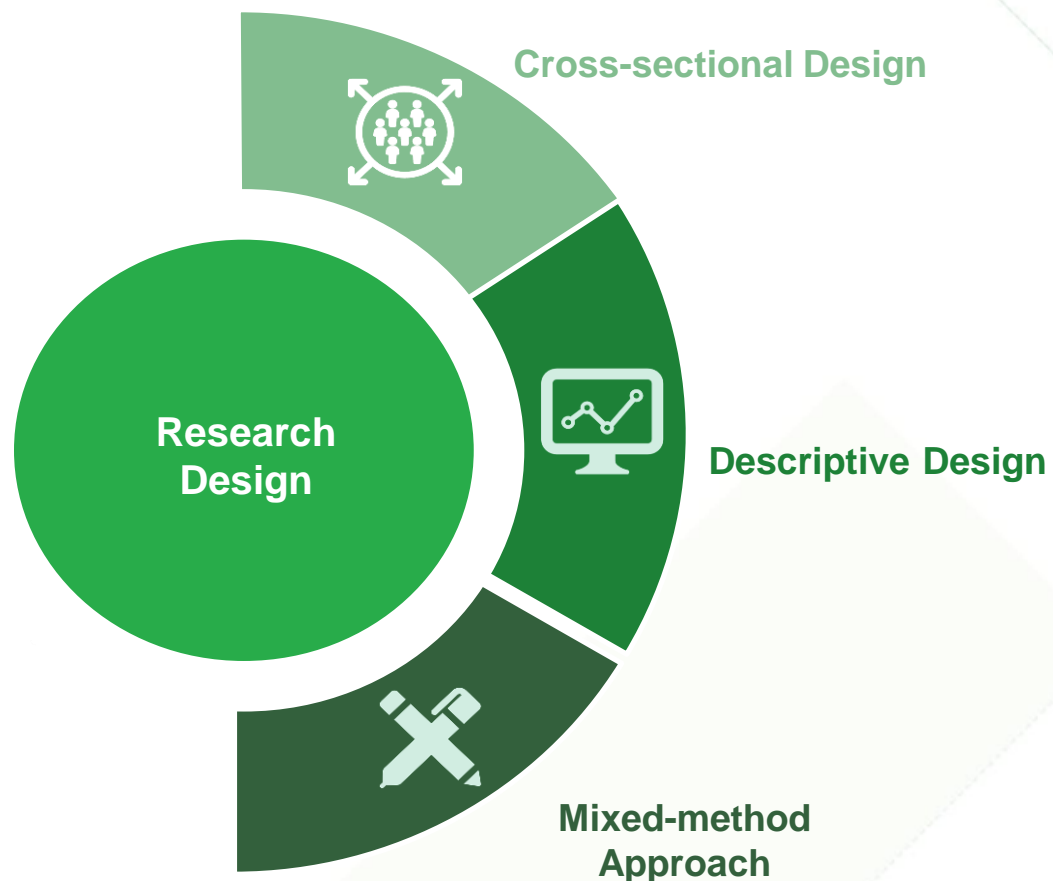 Cross-sectional Design
Research
Design
Descriptive Design
Mixed-method
Approach